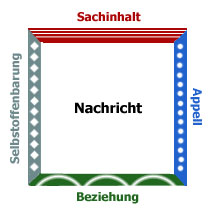 Sachinhalt
Selbstoffenbarung
Nachricht
Appell
Beziehung